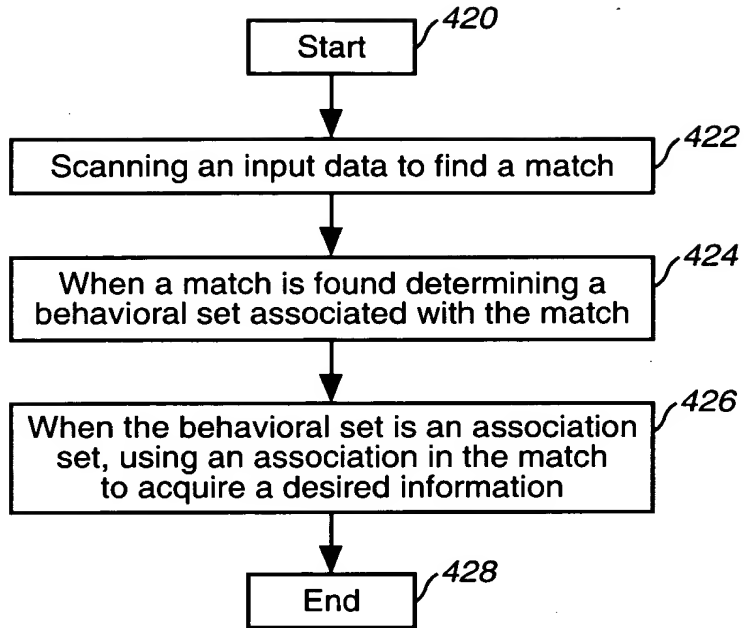 420
Start
422
Scanning an input data to find a match
424
When a match is found determining a
behavioral set associated with the match
426
When the behavioral set is an association
set, using an association in the match
to acquire a desired information
428
End